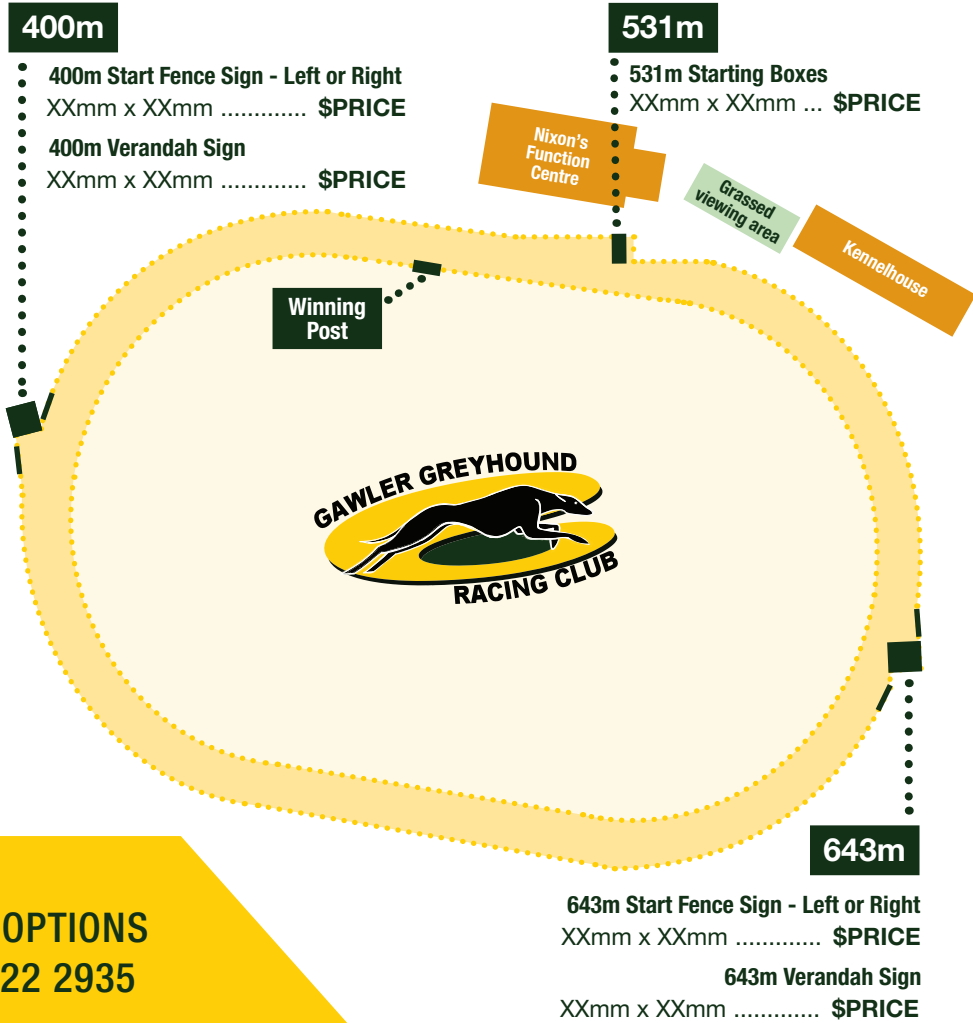 400m
400m Start Fence Sign - Left or Right
XXmm x XXmm ............. $PRICE
400m Verandah Sign
XXmm x XXmm ............. $PRICE
531m
531m Starting Boxes
XXmm x XXmm ... $PRICE
Nixon's
Function
Centre
Grassed
viewing area
Kennelhouse
Winning
Post
GAWLER GREYHOUND
RACING CLUB
643m
643m Start Fence Sign - Left or Right
XXmm x XXmm ............. $PRICE
643m Verandah Sign
XXmm x XXmm ............. $PRICE
OPTIONS
22 2935